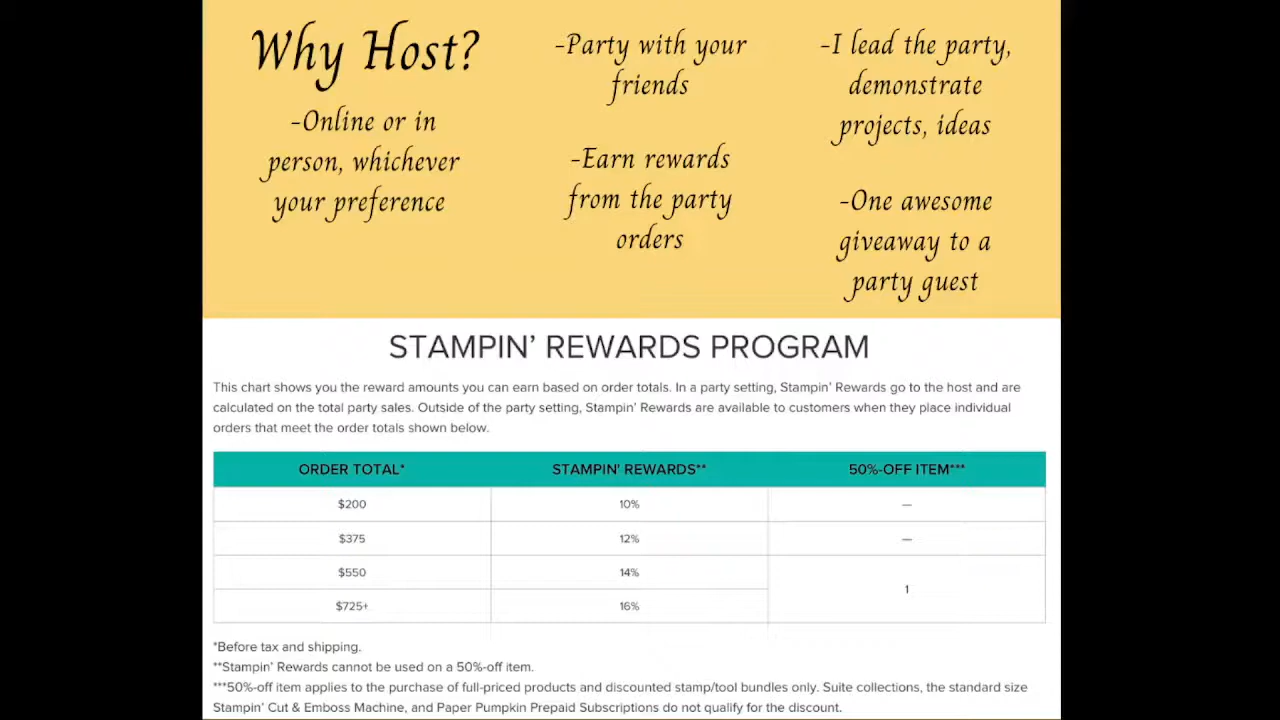 Why Host?
-Online or in
person, whichever
your preference
-Party with your
friends
-Earn rewards
from the party
orders
-I lead the party,
demonstrate
projects, ideas
-One awesome
giveaway to a
party guest
STAMPIN’ REWARDS PROGRAM
This chart shows you the reward amounts you can earn based on order totals. In a party setting, Stampin’ Rewards go to the host and are
calculated on the total party sales. Outside of the party setting, Stampin’ Rewards are available to customers when they place individual
orders that meet the order totals shown below.
ORDER TOTAL* STAMPIN' REWARDS** 50%-OFF ITEM***
$200 10% —
$375 12% —
$550 14%
1
$725+ 16%
*Before tax and shipping.
**Stampin’ Rewards cannot be used on a 50%-off item.
***50%-off item applies to the purchase of full-priced products and discounted stamp/tool bundles only. Suite collections, the standard size
Stampin’ Cut & Emboss Machine, and Paper Pumpkin Prepaid Subscriptions do not qualify for the discount.